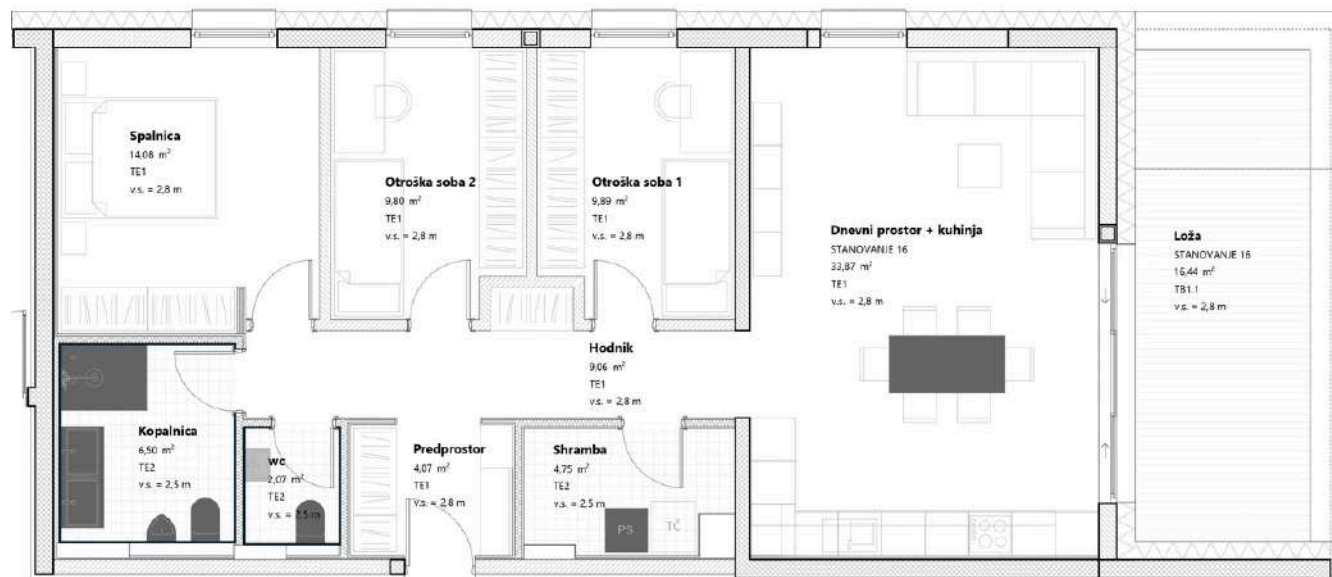 Spalnica
14,08 m²
TE1
v.s. = 2,8 m
Otroška soba 2
9,80 m²
TE1
v.s. = 2,8 m
Otroška soba 1
9,89 m²
TE1
v.s. = 2,8 m
Dnevni prostor + kuhinja
STANOVANJE 16
33,87 m²
TE1
v.s. = 2,8 m
Loža
STANOVANJE 16
16,44 m²
TB1.1
v.s. = 2,8 m
Hodnik
9,06 m²
TE1
v.s. = 2,8 m
Kopalnica
6,50 m²
TE2
v.s. = 2,5 m
wc
2,07 m²
TE2
v.s. = 2,5 m
Predprostor
4,07 m²
TE1
v.s. = 2,8 m
Shramba
4,75 m²
TE2
v.s. = 2,5 m
PS
TČ